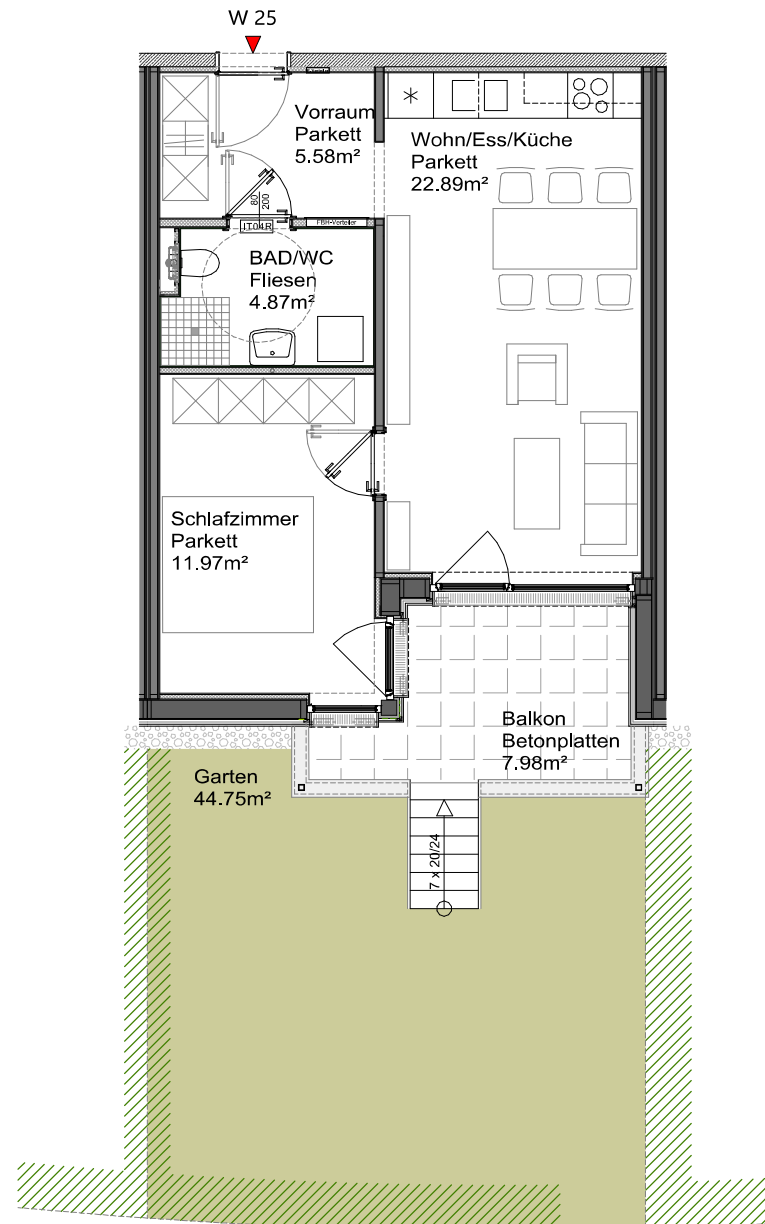 W 25
Vorraum
Parkett
5.58m²
Wohn/Ess/Küche
Parkett
22.89m²
80
200
FBH-Verteiler
BAD/WC
Fliesen
4.87m²
Schlafzimmer
Parkett
11.97m²
Balkon
Betonplatten
7.98m²
Garten
44.75m²
7 x 20/24